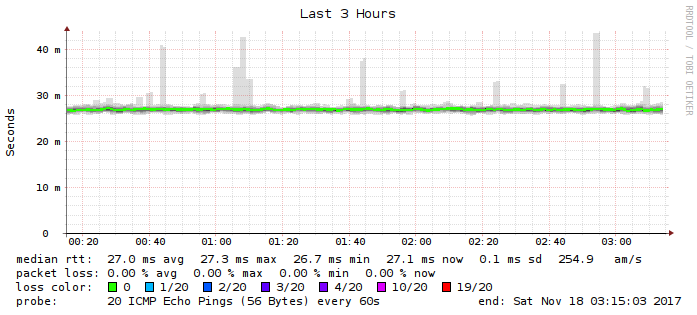 Last 3 Hours
RRDTOOL / TOBI OETIKER
Seconds
40 m
30 m
20 m
10 m
0
00:20 00:40 01:00 01:20 01:40 02:00 02:20 02:40 03:00
median rtt: 27.0 ms avg 27.3 ms max 26.7 ms min 27.1 ms now 0.1 ms sd 254.9 am/s
packet loss: 0.00 % avg 0.00 % max 0.00 % min 0.00 % now
loss color: 0 1/20 2/20 3/20 4/20 10/20 19/20
probe: 20 ICMP Echo Pings (56 Bytes) every 60s end: Sat Nov 18 03:15:03 2017